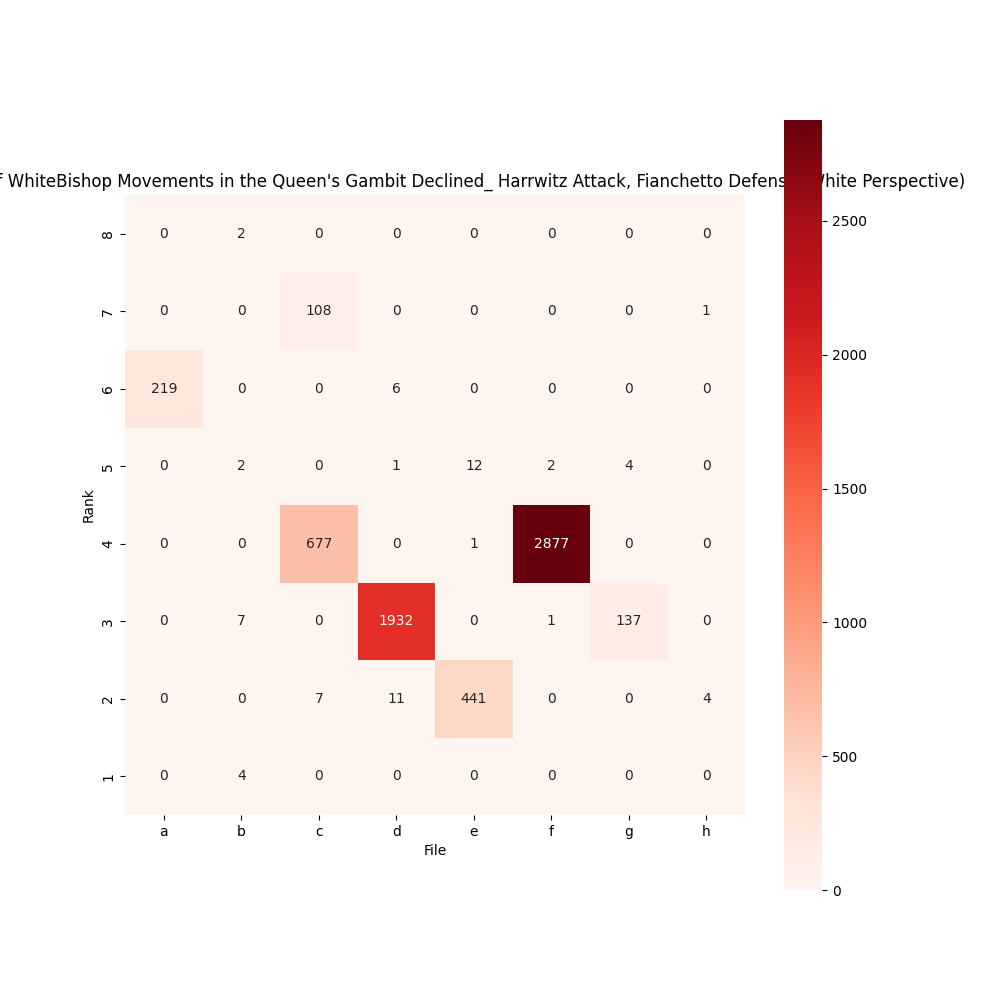 f WhiteBishop Movements in the Queen's Gambit Declined_ Harrwitz Attack, Fianchetto Defens hite Perspective)
8 0 2 0 0 0 0 0 0
7 0 0 108 0 0 0 0 1
6 219 0 0 6 0 0 0 0
5 0 2 0 1 12 2 4 0
Rank
4 0 0 677 0 1 2877 0 0
3 0 7 0 1932 0 1 137 0
2 0 0 7 11 441 0 0 4
1 0 4 0 0 0 0 0 0
a b c d e f g h
File
2500
2000
1500
1000
500
0